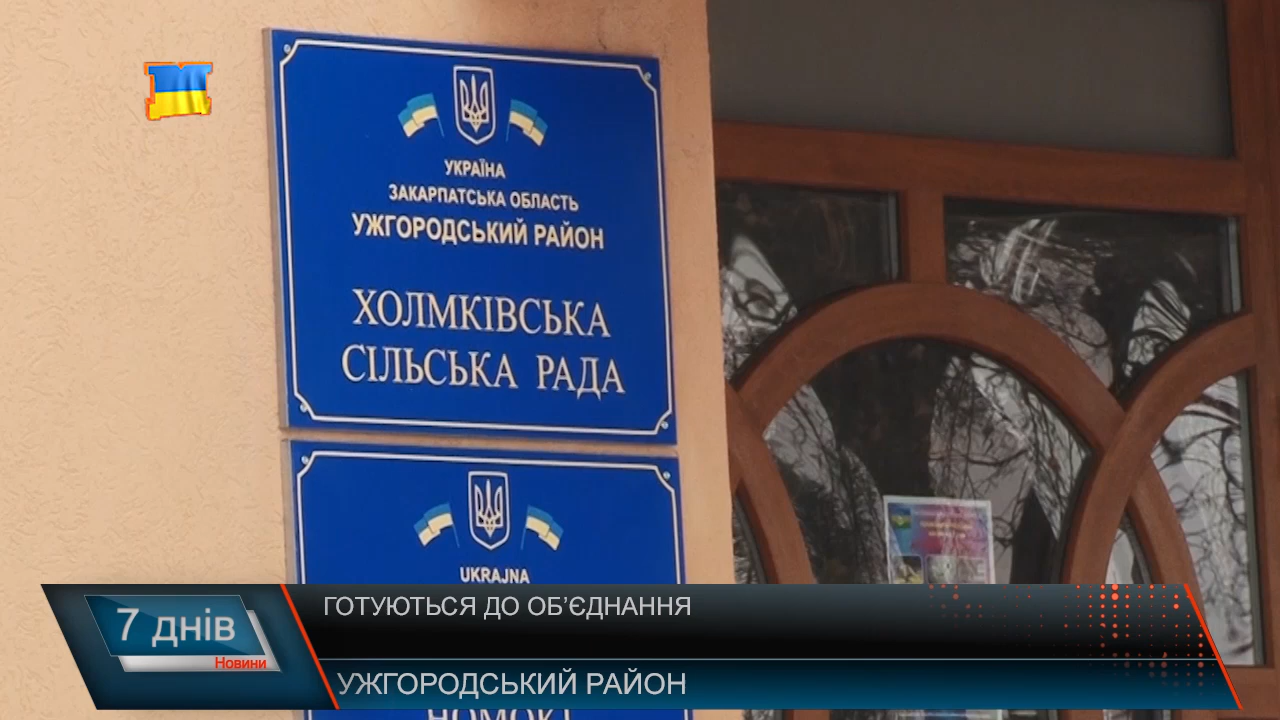 УКРАЇНА
ЗАКАРПАТСЬКА ОБЛАСТЬ
УЖГОРОДСЬКИЙ РАЙОН
ХОЛМКІВСЬКА
СІЛЬСЬКА РАДА
UKRAJNA
7 днів
Новини
ГОТУЮТЬСЯ ДО ОБ’ЄДНАННЯ
УЖГОРОДСЬКИЙ РАЙОН